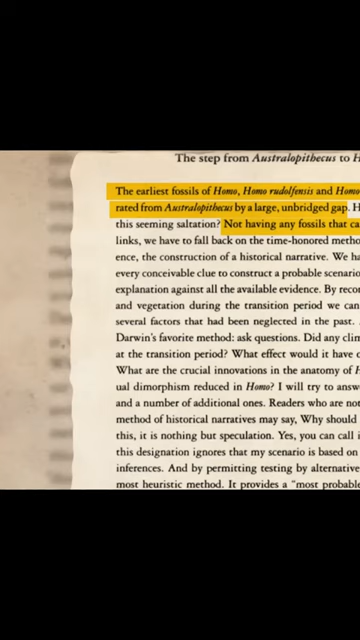 The step from Australopithecus to H
The earliest fossils of Homo, Homo rudolfensis and Homo
rated from Australopithecus by a large, unbridged gap. H
this seeming saltation? Not having any fossils that ca
links, we have to fall back on the time-honored metho
ence, the construction of a historical narrative. We ha
every conceivable clue to construct a probable scenario
explanation against all the available evidence. By recon
and vegetation during the transition period we can
several factors that had been neglected in the past.
Darwin's favorite method: ask questions. Did any clim
at the transition period? What effect would it have o
What are the crucial innovations in the anatomy of H
ual dimorphism reduced in Homo? I will try to answ
and a number of additional ones. Readers who are not
method of historical narratives may say, Why should
this, it is nothing but speculation. Yes, you can call i
this designation ignores that my scenario is based on
inferences. And by permitting testing by alternative
most heuristic method. It provides a "most probable